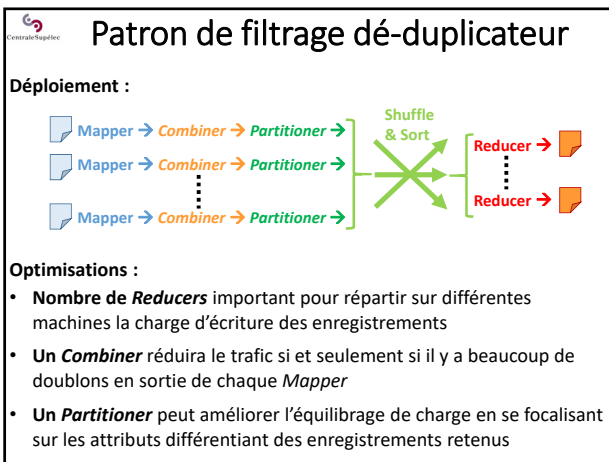 CentraleSupélec
Patron de filtrage dé-duplicateur
Déploiement :
Mapper → Combiner → Partitioner →
Mapper → Combiner → Partitioner →
Mapper → Combiner → Partitioner →
Shuffle
& Sort
Reducer →
Reducer →
Optimisations :
• Nombre de Reducers important pour répartir sur différentes
machines la charge d’écriture des enregistrements
• Un Combiner réduira le trafic si et seulement si il y a beaucoup de
doublons en sortie de chaque Mapper
• Un Partitioner peut améliorer l’équilibrage de charge en se focalisant
sur les attributs différentiant des enregistrements retenus